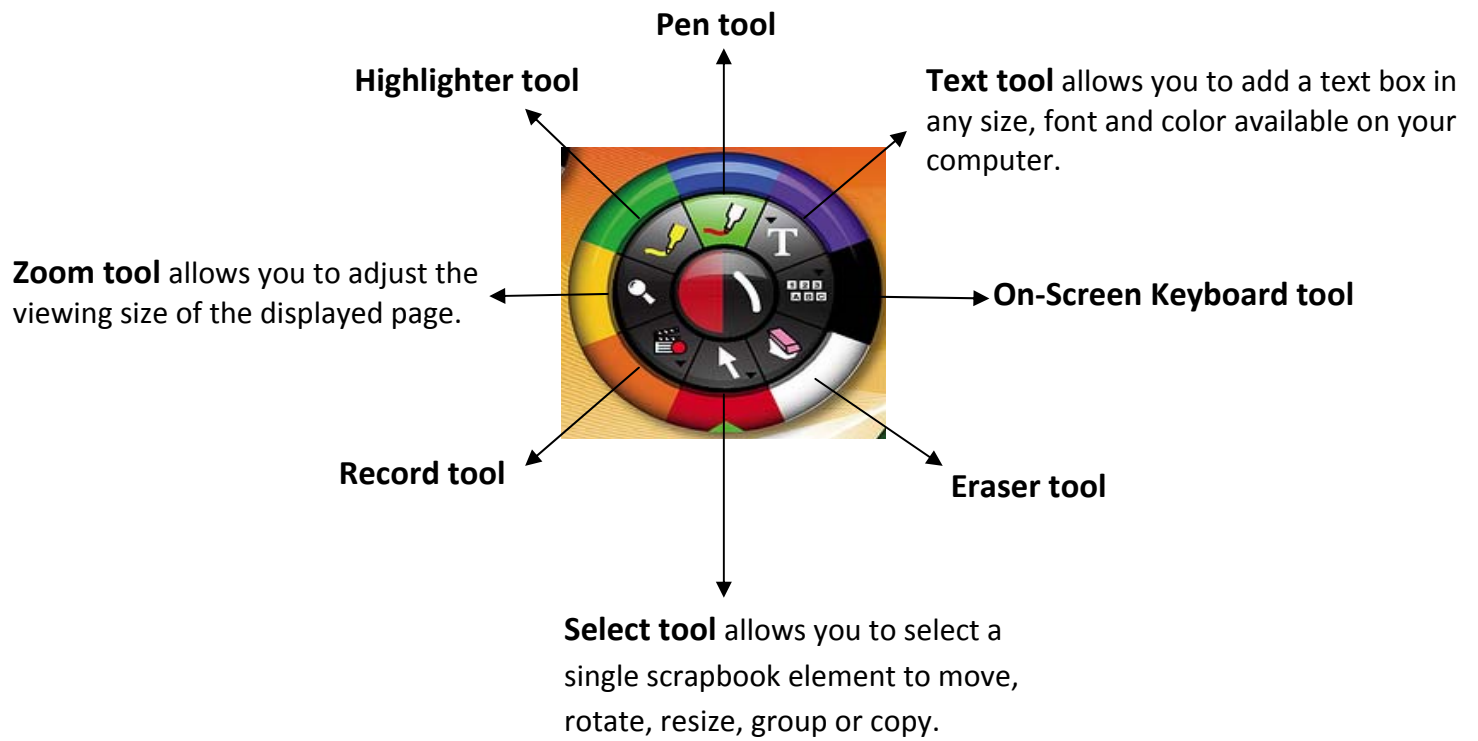 Pen tool
Highlighter tool
Text tool allows you to add a text box in
any size, font and color available on your
computer.
T
1 2 3
A B C
Zoom tool allows you to adjust the
viewing size of the displayed page.
On-Screen Keyboard tool
Record tool
Eraser tool
Select tool allows you to select a
single scrapbook element to move,
rotate, resize, group or copy.